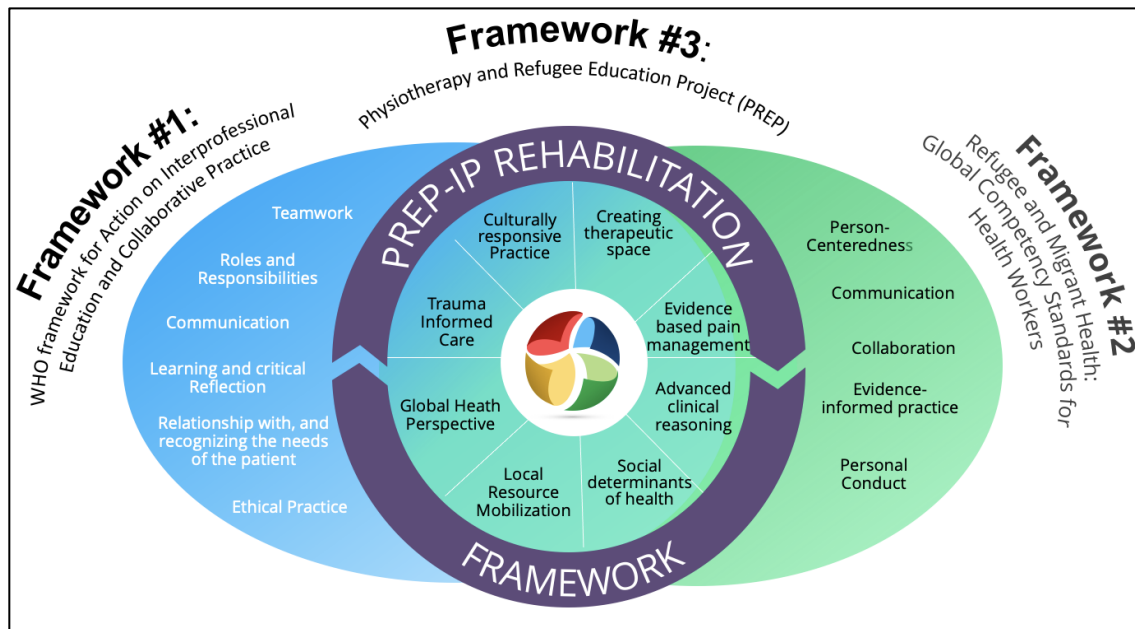 Framework #3:
Physiotherapy and Refugee Education Project (PREP)
Framework #1:
WHO framework for Action on Interprofessional
Education and Collaborative Practice
Framework #2
Refugee and Migrant Health:
Global Competency Standards for
Health Workers
PREP-IP REHABILITATION
FRAMEWORK
Teamwork
Roles and
Responsibilities
Communication
Learning and critical
Reflection
Relationship with, and
recognizing the needs
of the patient
Ethical Practice
Culturally
responsive
Practice
Creating
therapeutic
space
Trauma
Informed
Care
Evidence
based pain
management
Global Heath
Perspective
Advanced
clinical
reasoning
Local
Resource
Mobilization
Social
determinants
of health
Person-
Centeredness
Communication
Collaboration
Evidence-
informed practice
Personal
Conduct